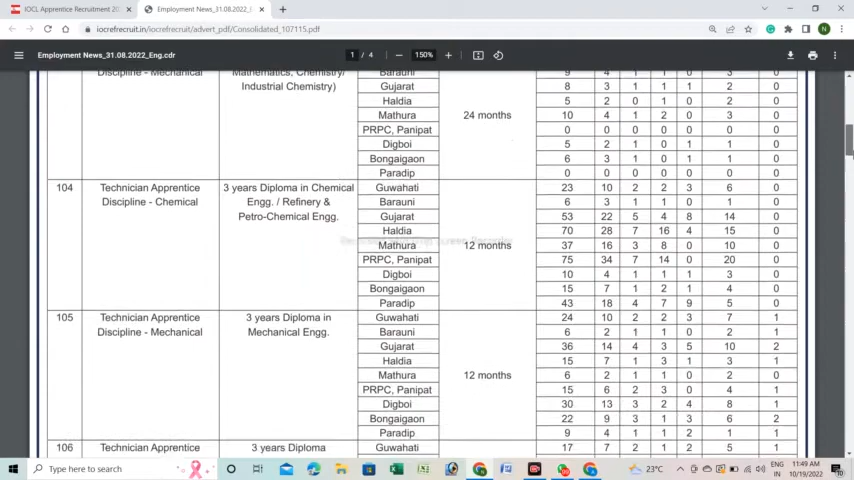 IOCL Apprentice Recruitment 20
Employment News_31.08.2022_E
iocrefrecruit.in/iocrefrecruit/advert_pdf/Consolidated_107115.pdf
N
Employment News_31.08.2022_Eng.cdr
1 / 4
150%
Discipline - Mechanical Mathematics, Chemistry/ Barauni 9 4 1 1 0 3 0
Industrial Chemistry) Gujarat 8 3 1 1 1 2 0
Haldia 5 2 0 1 0 2 0
24 months Mathura 10 4 1 2 0 3 0
PRPC, Panipat 0 0 0 0 0 0 0
Digboi 5 2 1 0 1 1 0
Bongaigaon 6 3 1 0 1 1 0
Paradip 0 0 0 0 0 0 0
104 Technician Apprentice 3 years Diploma in Chemical Guwahati 23 10 2 2 3 6 0
Discipline - Chemical Engg. / Refinery & Barauni 6 3 1 1 0 1 0
Petro-Chemical Engg. Gujarat 53 22 5 4 8 14 0
Haldia 70 28 7 16 4 15 0
Mathura 12 months 37 16 3 8 0 10 0
PRPC, Panipat 75 34 7 14 0 20 0
Digboi 10 4 1 1 1 3 0
Bongaigaon 15 7 1 2 1 4 0
Paradip 43 18 4 7 9 5 0
105 Technician Apprentice 3 years Diploma in Guwahati 24 10 2 2 3 7 1
Discipline - Mechanical Mechanical Engg. Barauni 6 2 1 1 0 2 1
Gujarat 36 14 4 3 5 10 2
Haldia 15 7 1 3 1 3 1
Mathura 12 months 6 2 1 1 0 2 0
PRPC, Panipat 15 6 2 3 0 4 1
Digboi 30 13 3 2 4 8 1
Bongaigaon 22 9 3 1 3 6 2
Paradip 9 4 1 1 2 1 1
106 Technician Apprentice 3 years Diploma Guwahati 17 7 2 1 2 5 1
Type here to search
23°C
ENG
IN
11:49 AM
10/19/2022